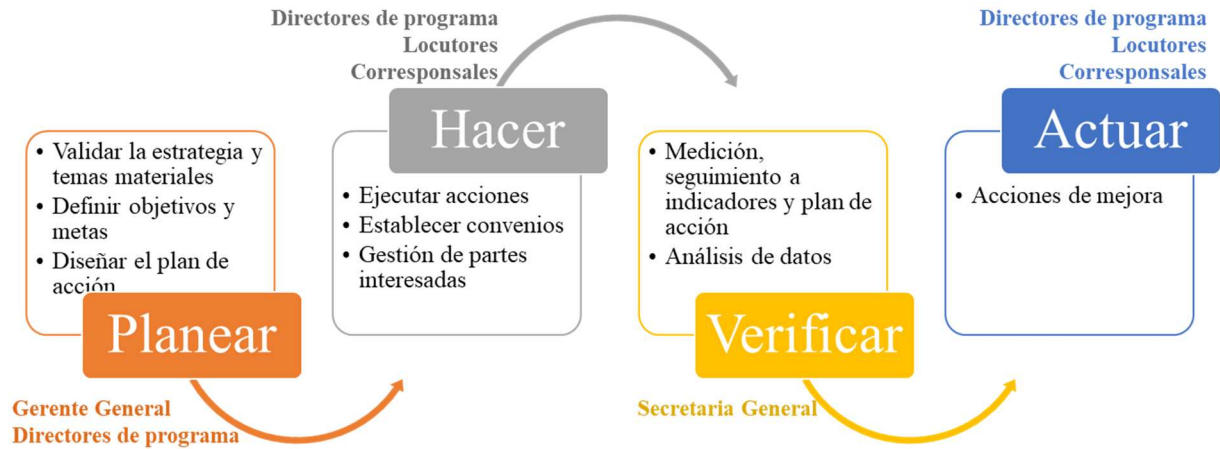 Directores de programa
Locutores
Corresponsales
Directores de programa
Locutores
Corresponsales
• Validar la estrategia y
temas materiales
• Definir objetivos y
metas
• Diseñar el plan de
acción
Planear
Gerente General
Directores de programa
Hacer
• Ejecutar acciones
• Establecer convenios
• Gestión de partes
interesadas
• Medición,
seguimiento a
indicadores y plan de
acción
• Análisis de datos
Verificar
Secretaria General
Actuar
• Acciones de mejora